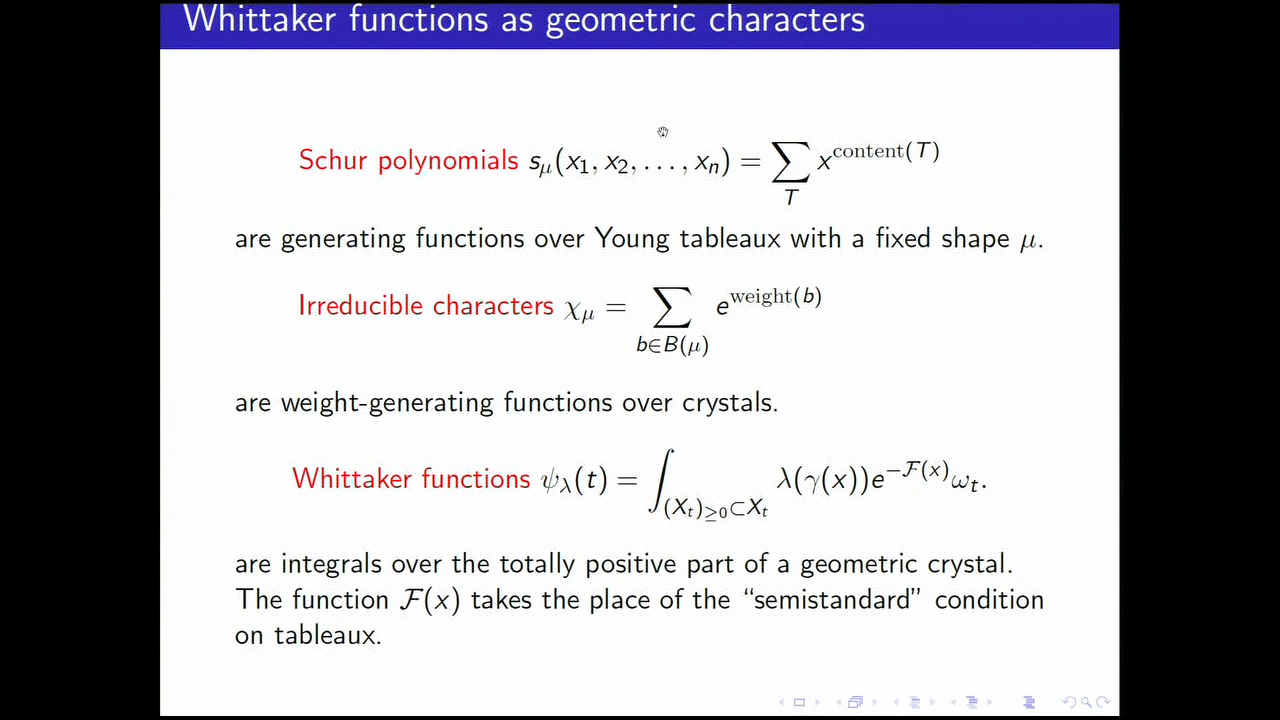 Whittaker functions as geometric characters
Schur polynomials s_μ(x_1, x_2, . . . , x_n) = ∑_T x^{content(T)}
are generating functions over Young tableaux with a fixed shape μ.
Irreducible characters χ_μ = ∑_{b∈B(μ)} e^{weight(b)}
are weight-generating functions over crystals.
Whittaker functions ψ_λ(t) = ∫_{(X_t)_{≥0}⊂X_t} λ(γ(x))e^{−ℱ(x)}ω_t.
are integrals over the totally positive part of a geometric crystal.
The function ℱ(x) takes the place of the “semistandard” condition
on tableaux.